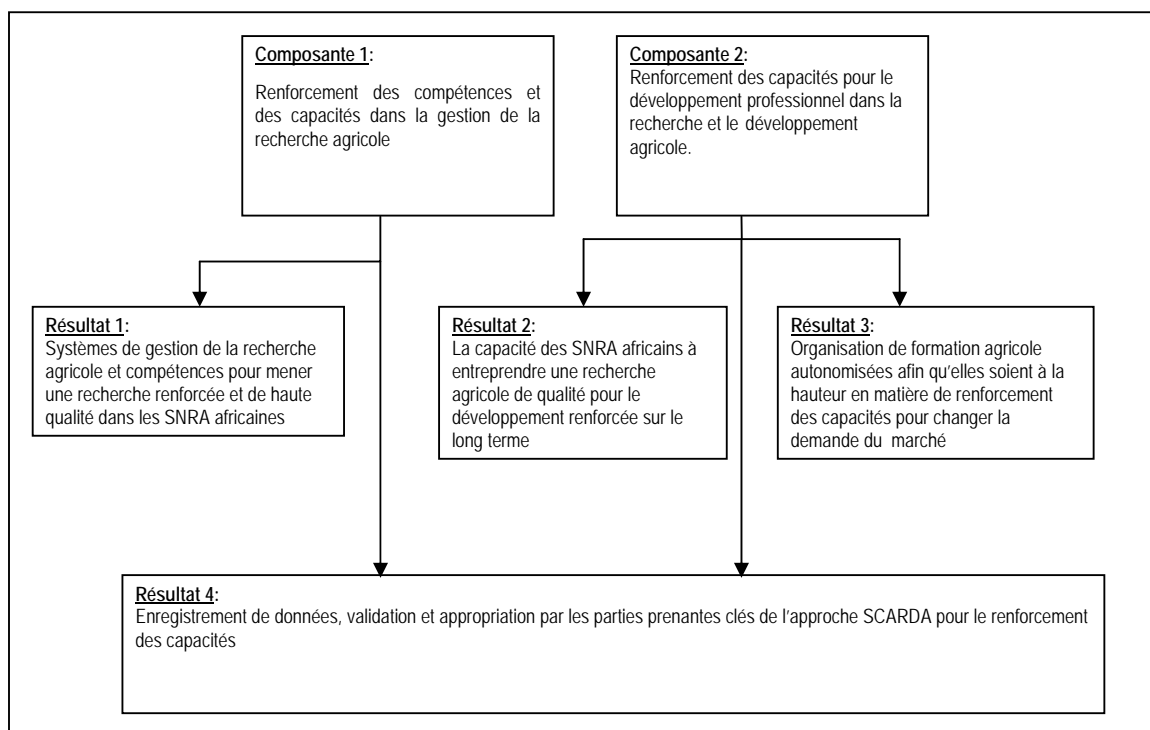 Composante 1:
Renforcement des compétences et
des capacités dans la gestion de la
recherche agricole
Composante 2:
Renforcement des capacités pour le
développement professionnel dans la
recherche et le développement
agricole.
Résultat 1:
Systèmes de gestion de la recherche
agricole et compétences pour mener
une recherche renforcée et de haute
qualité dans les SNRA africaines
Résultat 2:
La capacité des SNRA africains à
entreprendre une recherche
agricole de qualité pour le
développement renforcée sur le
long terme
Résultat 3:
Organisation de formation agricole
autonomisées afin qu’elles soient à la
hauteur en matière de renforcement
des capacités pour changer la
demande du marché
Résultat 4:
Enregistrement de données, validation et appropriation par les parties prenantes clés de l’approche SCARDA pour le renforcement
des capacités